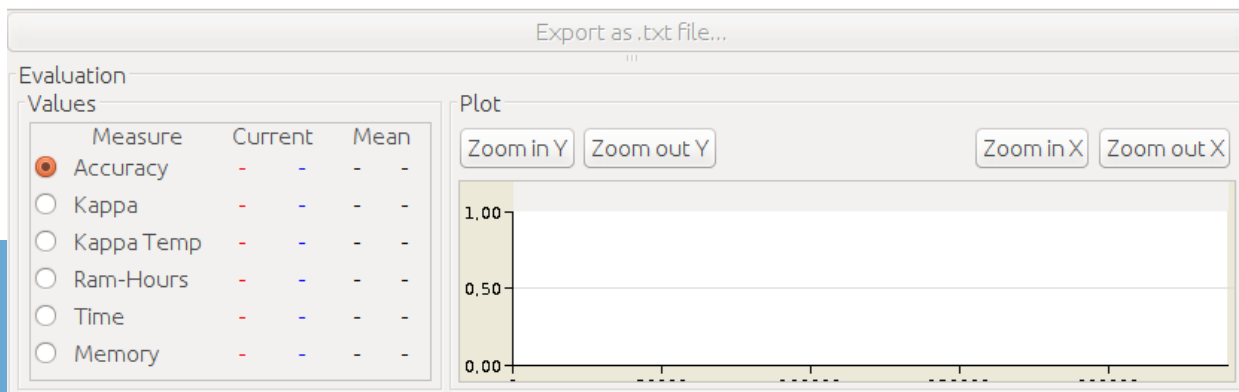 Export as .txt file...
Evaluation
Values
Measure Current Mean
Accuracy - - - -
Kappa - - - -
Kappa Temp - - - -
Ram-Hours - - - -
Time - - - -
Memory - - - -
Plot
Zoom in Y Zoom out Y Zoom in X Zoom out X
1,00
0,50
0,00